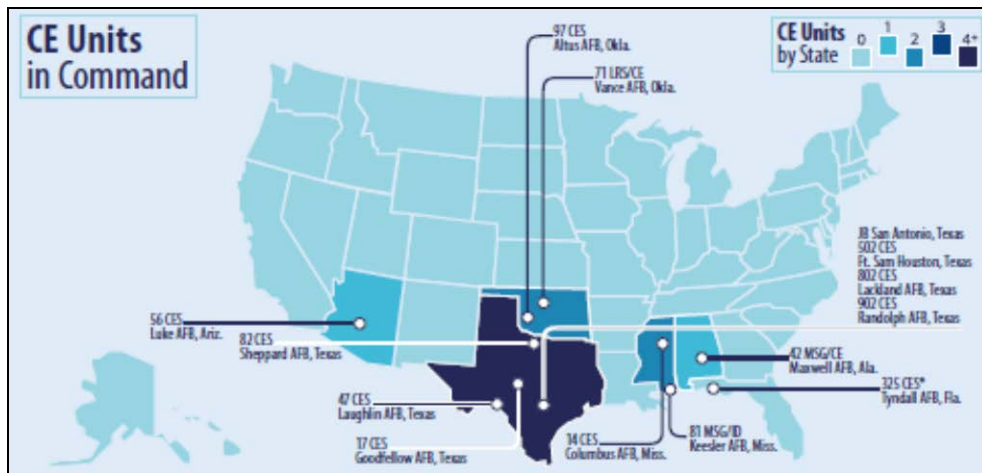 CE Units
in Command
CE Units
by State
0
1
2
3
4+
97 CES
Altus AFB, Okla.
71 LRS/CE
Vance AFB, Okla.
JB San Antonio, Texas
502 CES
Ft. Sam Houston, Texas
802 CES
Lackland AFB, Texas
902 CES
Randolph AFB, Texas
56 CES
Luke AFB, Ariz.
82 CES
Sheppard AFB, Texas
42 MSG/CE
Maxwell AFB, Ala.
325 CES*
Tyndall AFB, Fla.
47 CES
Laughlin AFB, Texas
17 CES
Goodfellow AFB, Texas
14 CES
Columbus AFB, Miss.
81 MSG/ID
Keesler AFB, Miss.